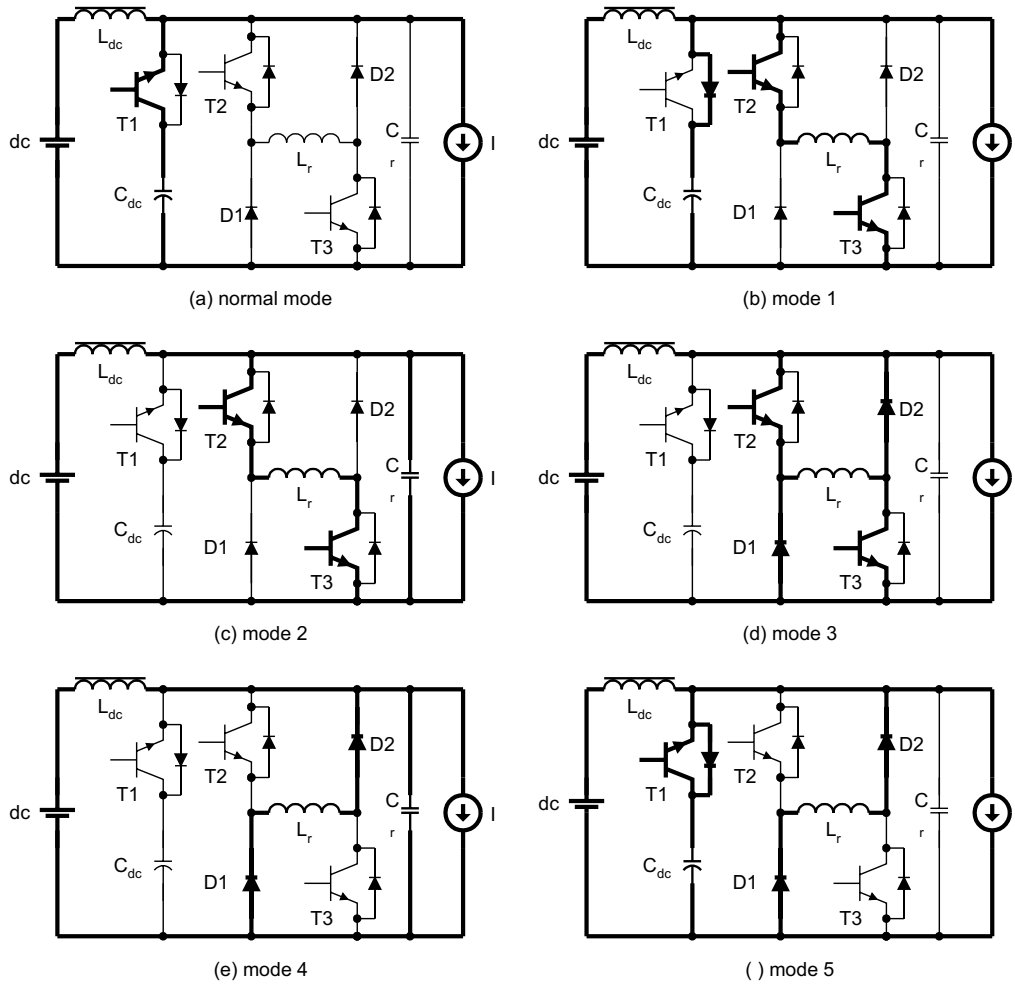 L dc
T1
C dc
dc
T2
D1
L r
D2
T3
C r
I
(a) normal mode
L dc
T1
C dc
dc
T2
D1
L r
D2
T3
C r
I
(b) mode 1
L dc
T1
C dc
dc
T2
D1
L r
D2
T3
C r
I
(c) mode 2
L dc
T1
C dc
dc
T2
D1
L r
D2
T3
C r
I
(d) mode 3
L dc
T1
C dc
dc
T2
D1
L r
D2
T3
C r
I
(e) mode 4
L dc
T1
C dc
dc
T2
D1
L r
D2
T3
C r
I
( ) mode 5